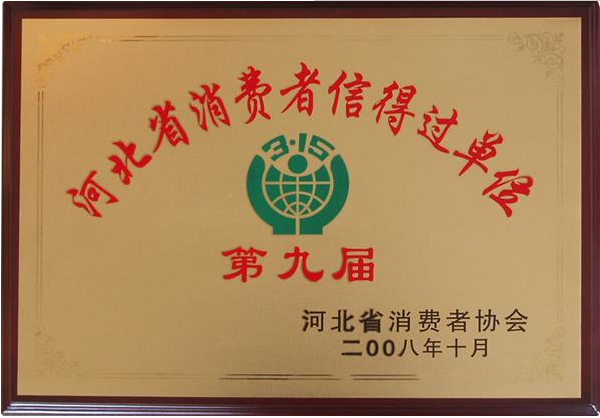 河北省消费者信得过单位
3·15
第九届
河北省消费者协会
二00八年十月